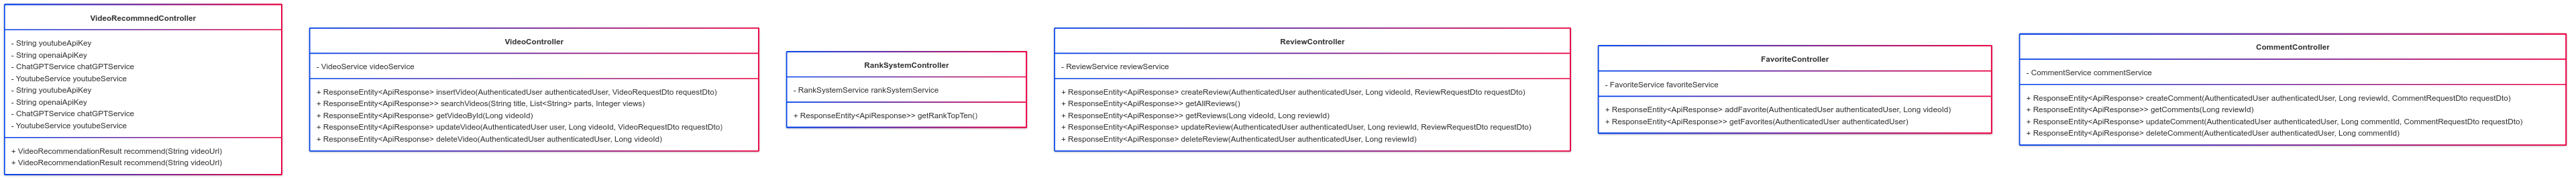 VideoRecommnedController
- String youtubeApiKey
- String openaiApiKey
- ChatGPTService chatGPTService
- YoutubeService youtubeService
- String youtubeApiKey
- String openaiApiKey
- ChatGPTService chatGPTService
- YoutubeService youtubeService
+ VideoRecommendationResult recommend(String videoUrl)
+ VideoRecommendationResult recommend(String videoUrl)
VideoController
- VideoService videoService
+ ResponseEntity<ApiResponse> insertVideo(AuthenticatedUser authenticatedUser, VideoRequestDto requestDto)
+ ResponseEntity<ApiResponse>> searchVideos(String title, List<String> parts, Integer views)
+ ResponseEntity<ApiResponse> getVideoById(Long videoId)
+ ResponseEntity<ApiResponse> updateVideo(AuthenticatedUser user, Long videoId, VideoRequestDto requestDto)
+ ResponseEntity<ApiResponse> deleteVideo(AuthenticatedUser authenticatedUser, Long videoId)
RankSystemController
- RankSystemService rankSystemService
+ ResponseEntity<ApiResponse>> getRankTopTen()
ReviewController
- ReviewService reviewService
+ ResponseEntity<ApiResponse> createReview(AuthenticatedUser authenticatedUser, Long videoId, ReviewRequestDto requestDto)
+ ResponseEntity<ApiResponse>> getAllReviews()
+ ResponseEntity<ApiResponse>> getReviews(Long videoId, Long reviewId)
+ ResponseEntity<ApiResponse> updateReview(AuthenticatedUser authenticatedUser, Long reviewId, ReviewRequestDto requestDto)
+ ResponseEntity<ApiResponse> deleteReview(AuthenticatedUser authenticatedUser, Long reviewId)
FavoriteController
- FavoriteService favoriteService
+ ResponseEntity<ApiResponse> addFavorite(AuthenticatedUser authenticatedUser, Long videoId)
+ ResponseEntity<ApiResponse>> getFavorites(AuthenticatedUser authenticatedUser)
CommentController
- CommentService commentService
+ ResponseEntity<ApiResponse> createComment(AuthenticatedUser authenticatedUser, Long reviewId, CommentRequestDto requestDto)
+ ResponseEntity<ApiResponse>> getComments(Long reviewId)
+ ResponseEntity<ApiResponse> updateComment(AuthenticatedUser authenticatedUser, Long commentId, CommentRequestDto requestDto)
+ ResponseEntity<ApiResponse> deleteComment(AuthenticatedUser authenticatedUser, Long commentId)